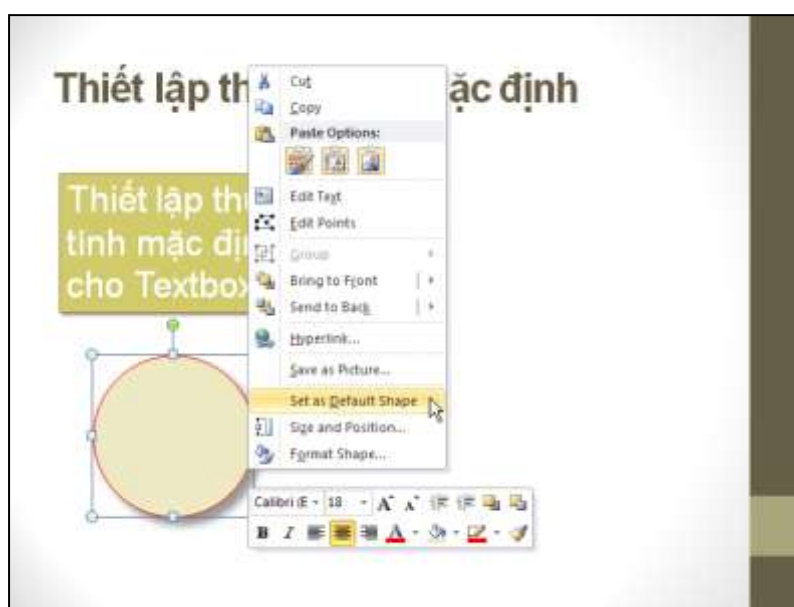 Thiết lập th
ặc định
Thiết lập th
tính mặc đị
cho Textbox
Cut
Copy
Paste Options:
Edit Text
Edit Points
Group
Bring to Front
Send to Back
Hyperlink...
Save as Picture...
Set as Default Shape
Size and Position...
Format Shape...
Calibri (E
18
A A
B I A